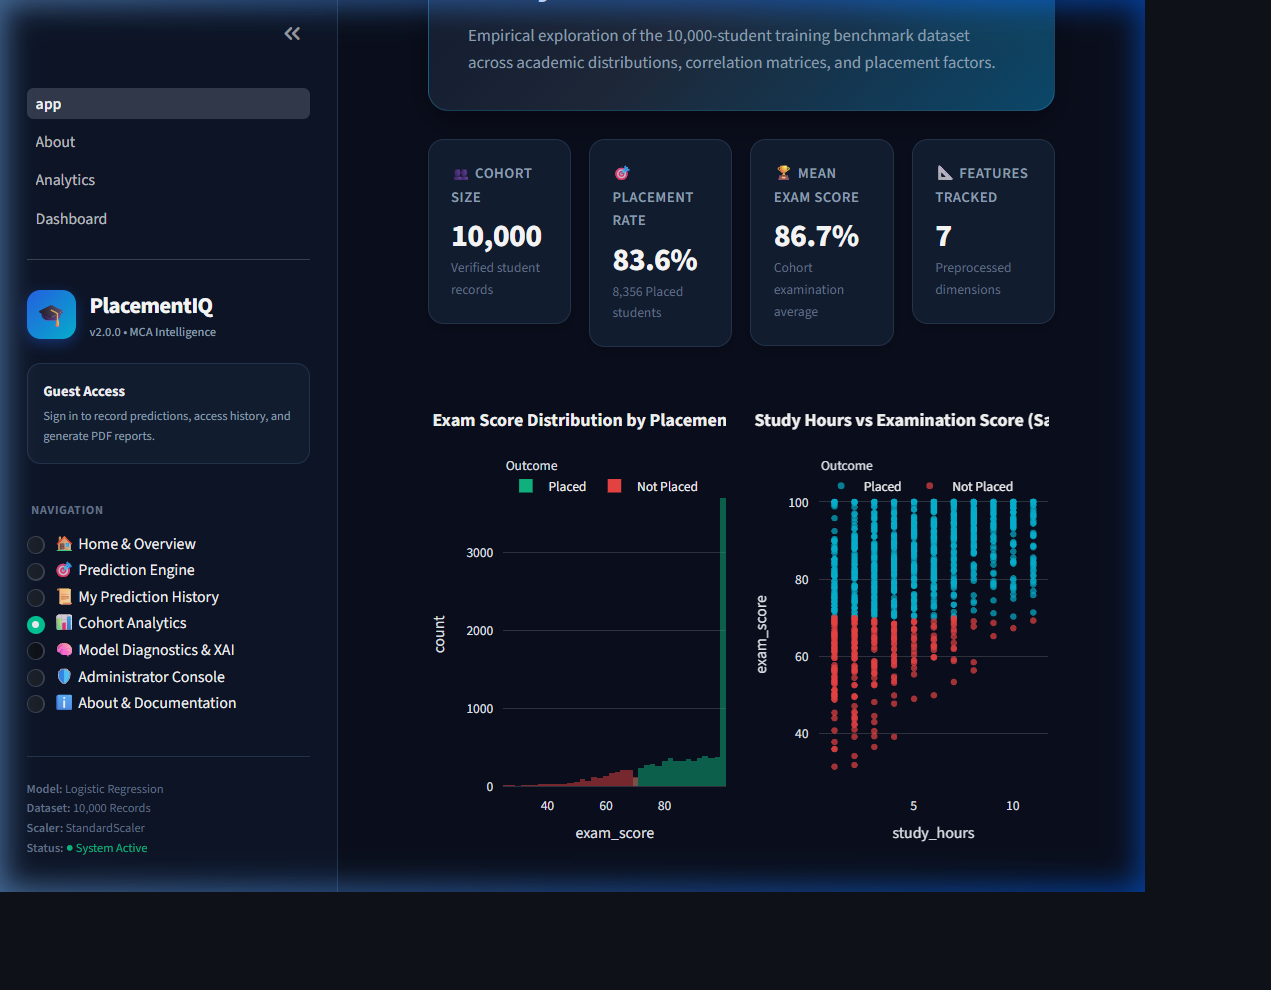 Empirical exploration of the 10,000-student training benchmark dataset
across academic distributions, correlation matrices, and placement factors.
app
About
Analytics
Dashboard
PlacementIQ
v2.0.0 • MCA Intelligence
Guest Access
Sign in to record predictions, access history, and
generate PDF reports.
NAVIGATION
Home & Overview
Prediction Engine
My Prediction History
Cohort Analytics
Model Diagnostics & XAI
Administrator Console
About & Documentation
Model: Logistic Regression
Dataset: 10,000 Records
Scaler: StandardScaler
Status: ● System Active
COHORT
SIZE
10,000
Verified student
records
PLACEMENT
RATE
83.6%
8,356 Placed
students
MEAN
EXAM SCORE
86.7%
Cohort
examination
average
FEATURES
TRACKED
7
Preprocessed
dimensions
Exam Score Distribution by Placemen
Outcome
Placed Not Placed
3000
2000
1000
0
count
40 60 80
exam_score
Study Hours vs Examination Score (Sa
Outcome
Placed Not Placed
100
80
60
40
exam_score
5 10
study_hours